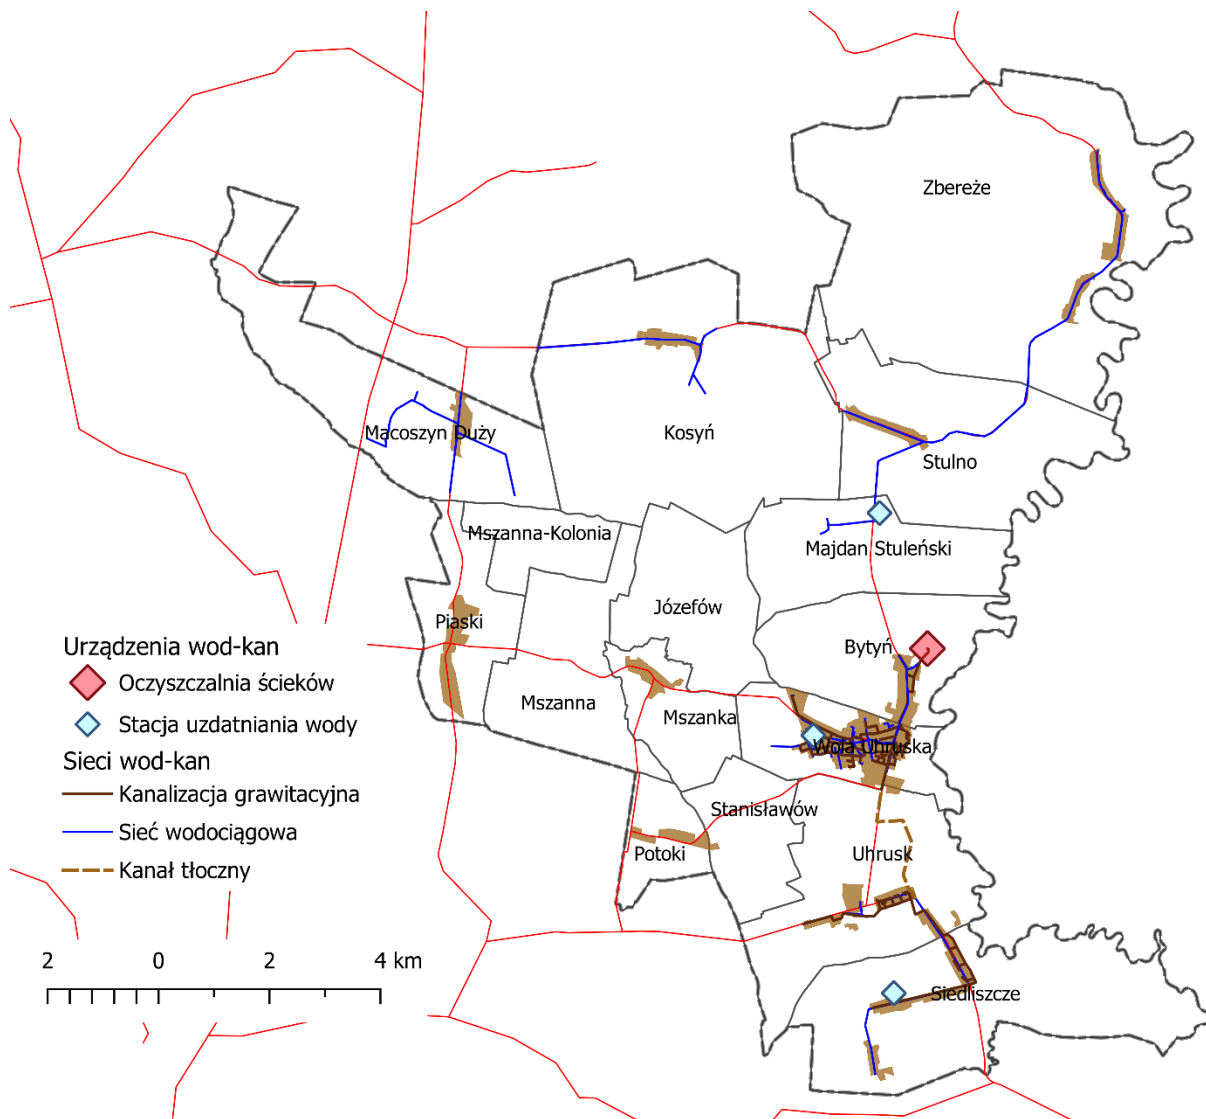 Zbereże
Macoszyn Duży
Kosyń
Stulno
Mszanna-Kolonia
Majdan Stuleński
Józefów
Piaski
Bytyń
Urządzenia wod-kan
Oczyszczalnia ścieków
Mszanna
Mszanka
Stacja uzdatniania wody
Wola Uhruska
Sieci wod-kan
Kanalizacja grawitacyjna
Stanisławów
Sieć wodociągowa
Potoki
Uhrusk
Kanał tłoczny
2 0 2 4 km
Siedliszcze